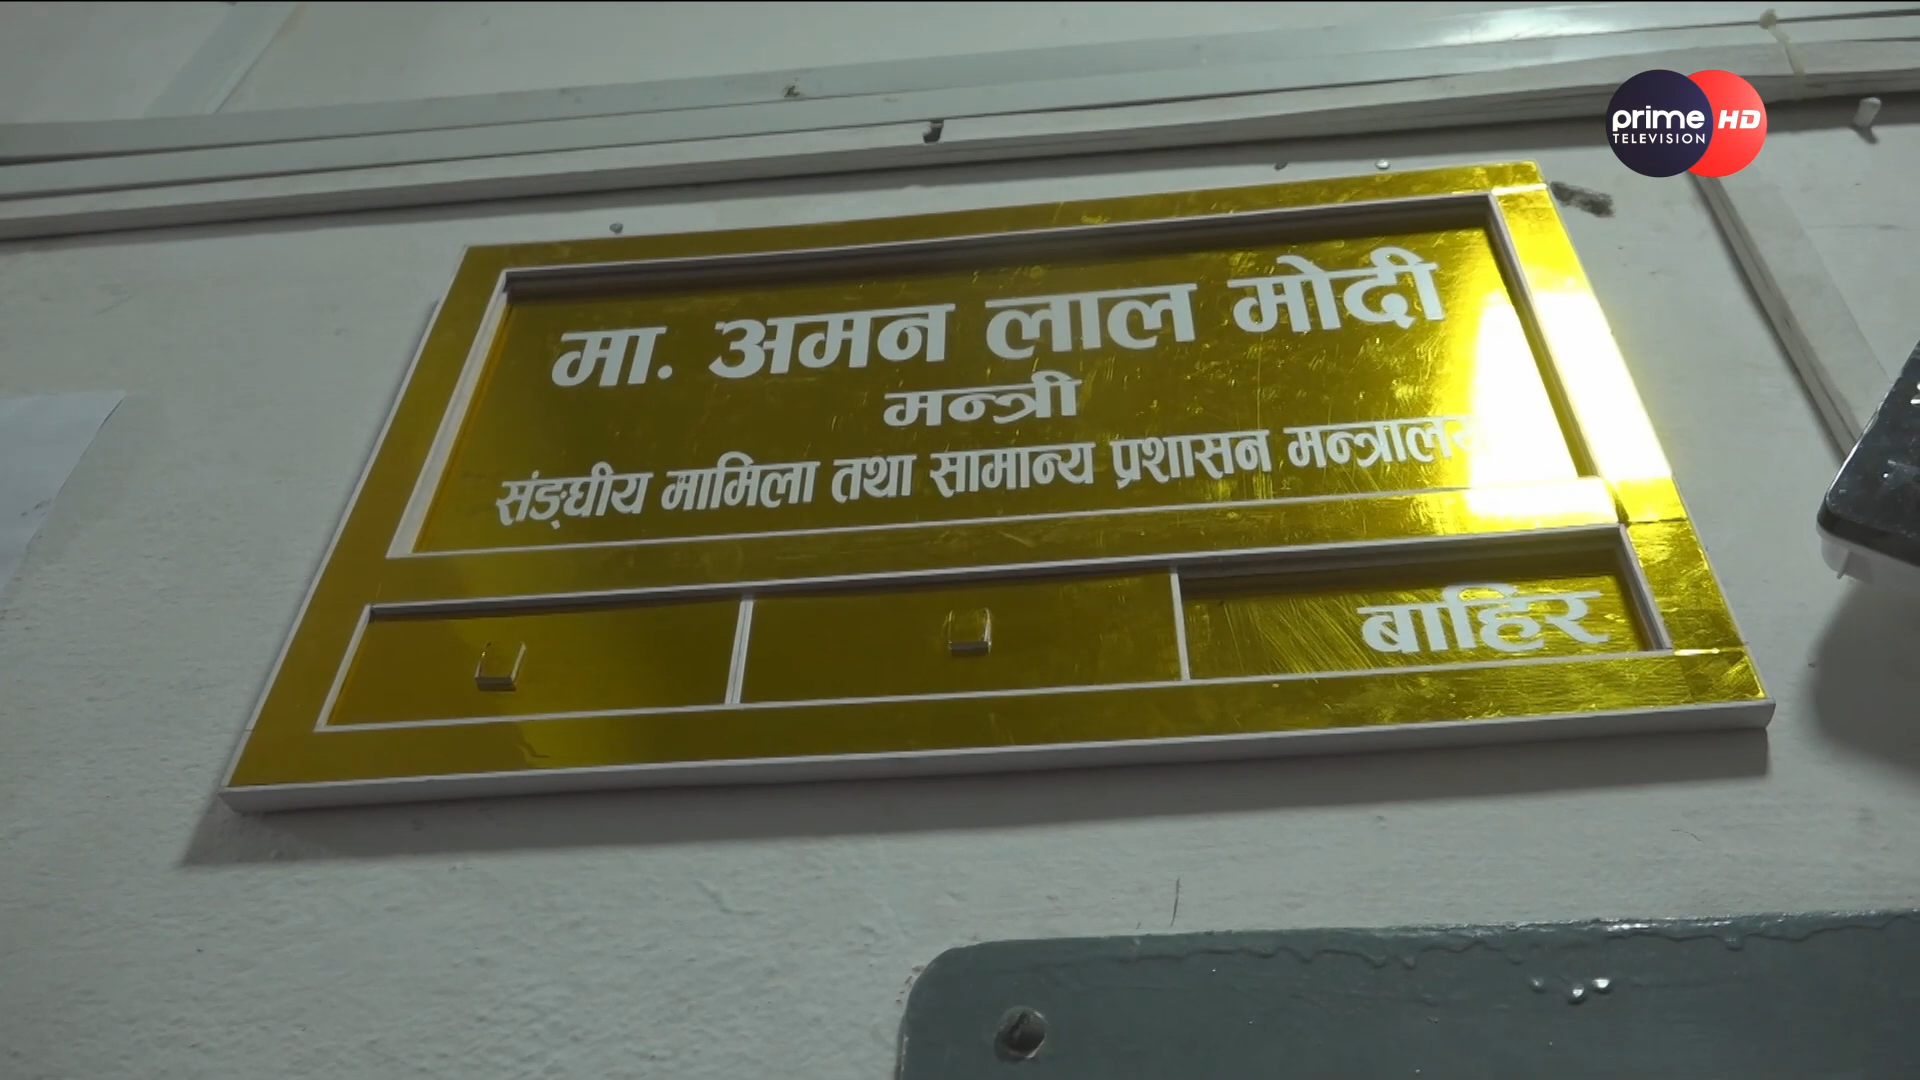 prime HD
TELEVISION
मा. अमन लाल मोदी
मन्त्री
संङ्घीय मामिला तथा सामान्य प्रशासन मन्त्रालय
बाहिर